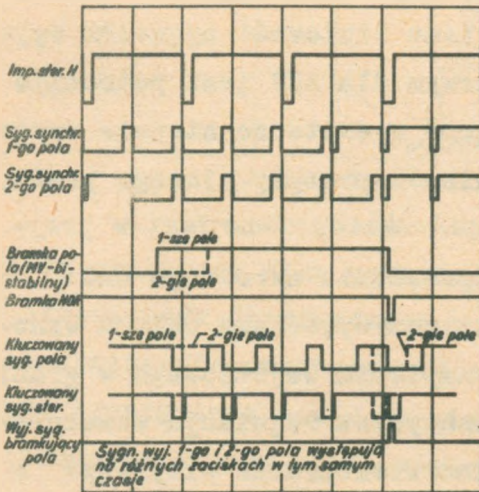 Imp. ster. H
Syg. synchr.
1-go pola
Syg. synchr.
2-go pola
1-sze pole
Bramka po-
la (MV-bi-
stabilny)
2-gie pole
Bramka NOR
1-sze pole
2-gie pole
2-gie pole
Kluczowany
syg. pola
Kluczowany
syg. ster.
Wyj. syg.
bramkujący
pola
Sygn. wyj. 1-go i 2-go pola występują
na różnych zaciskach w tym samym
czasie